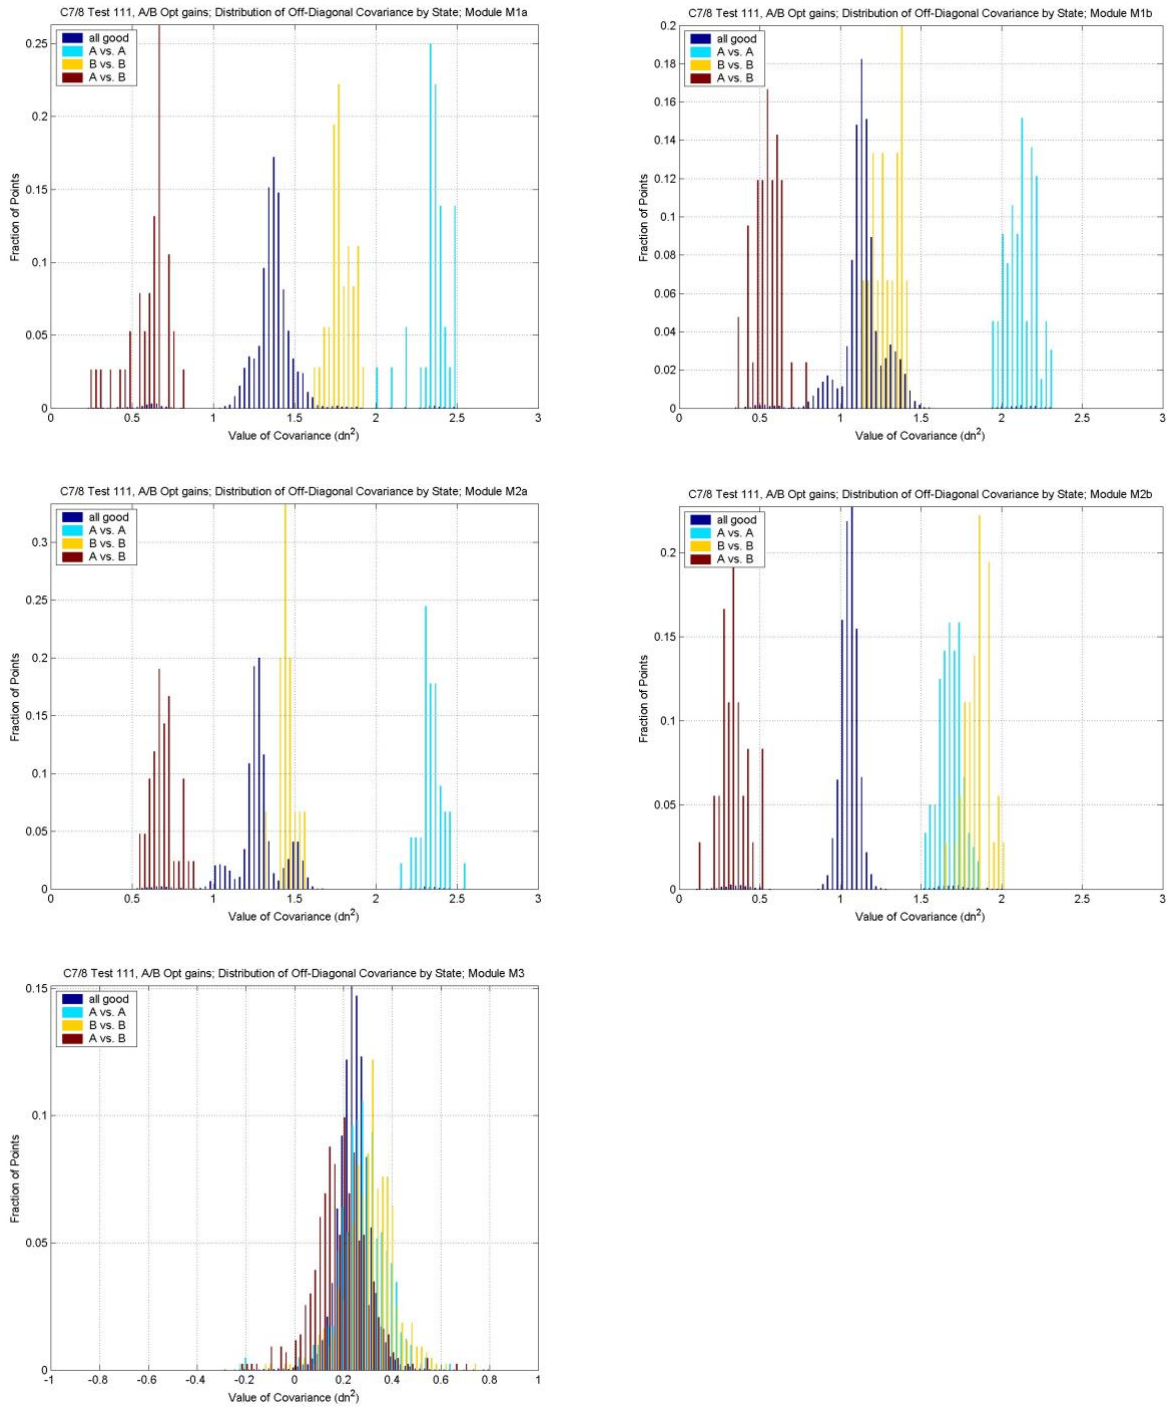 C7/8 Test 111, A/B Opt gains; Distribution of Off-Diagonal Covariance by State; Module M1a
all good
A vs. A
B vs. B
A vs. B
Fraction of Points
0.25
0.2
0.15
0.1
0.05
0
0 0.5 1 1.5 2 2.5 3
Value of Covariance (dn²)
C7/8 Test 111, A/B Opt gains; Distribution of Off-Diagonal Covariance by State; Module M1b
all good
A vs. A
B vs. B
A vs. B
Fraction of Points
0.2
0.18
0.16
0.14
0.12
0.1
0.08
0.06
0.04
0.02
0
0 0.5 1 1.5 2 2.5 3
Value of Covariance (dn²)
C7/8 Test 111, A/B Opt gains; Distribution of Off-Diagonal Covariance by State; Module M2a
all good
A vs. A
B vs. B
A vs. B
Fraction of Points
0.3
0.25
0.2
0.15
0.1
0.05
0
0 0.5 1 1.5 2 2.5 3
Value of Covariance (dn²)
C7/8 Test 111, A/B Opt gains; Distribution of Off-Diagonal Covariance by State; Module M2b
all good
A vs. A
B vs. B
A vs. B
Fraction of Points
0.2
0.15
0.1
0.05
0
0 0.5 1 1.5 2 2.5 3
Value of Covariance (dn²)
C7/8 Test 111, A/B Opt gains; Distribution of Off-Diagonal Covariance by State; Module M3
all good
A vs. A
B vs. B
A vs. B
Fraction of Points
0.15
0.1
0.05
0
-1 -0.8 -0.6 -0.4 -0.2 0 0.2 0.4 0.6 0.8 1
Value of Covariance (dn²)